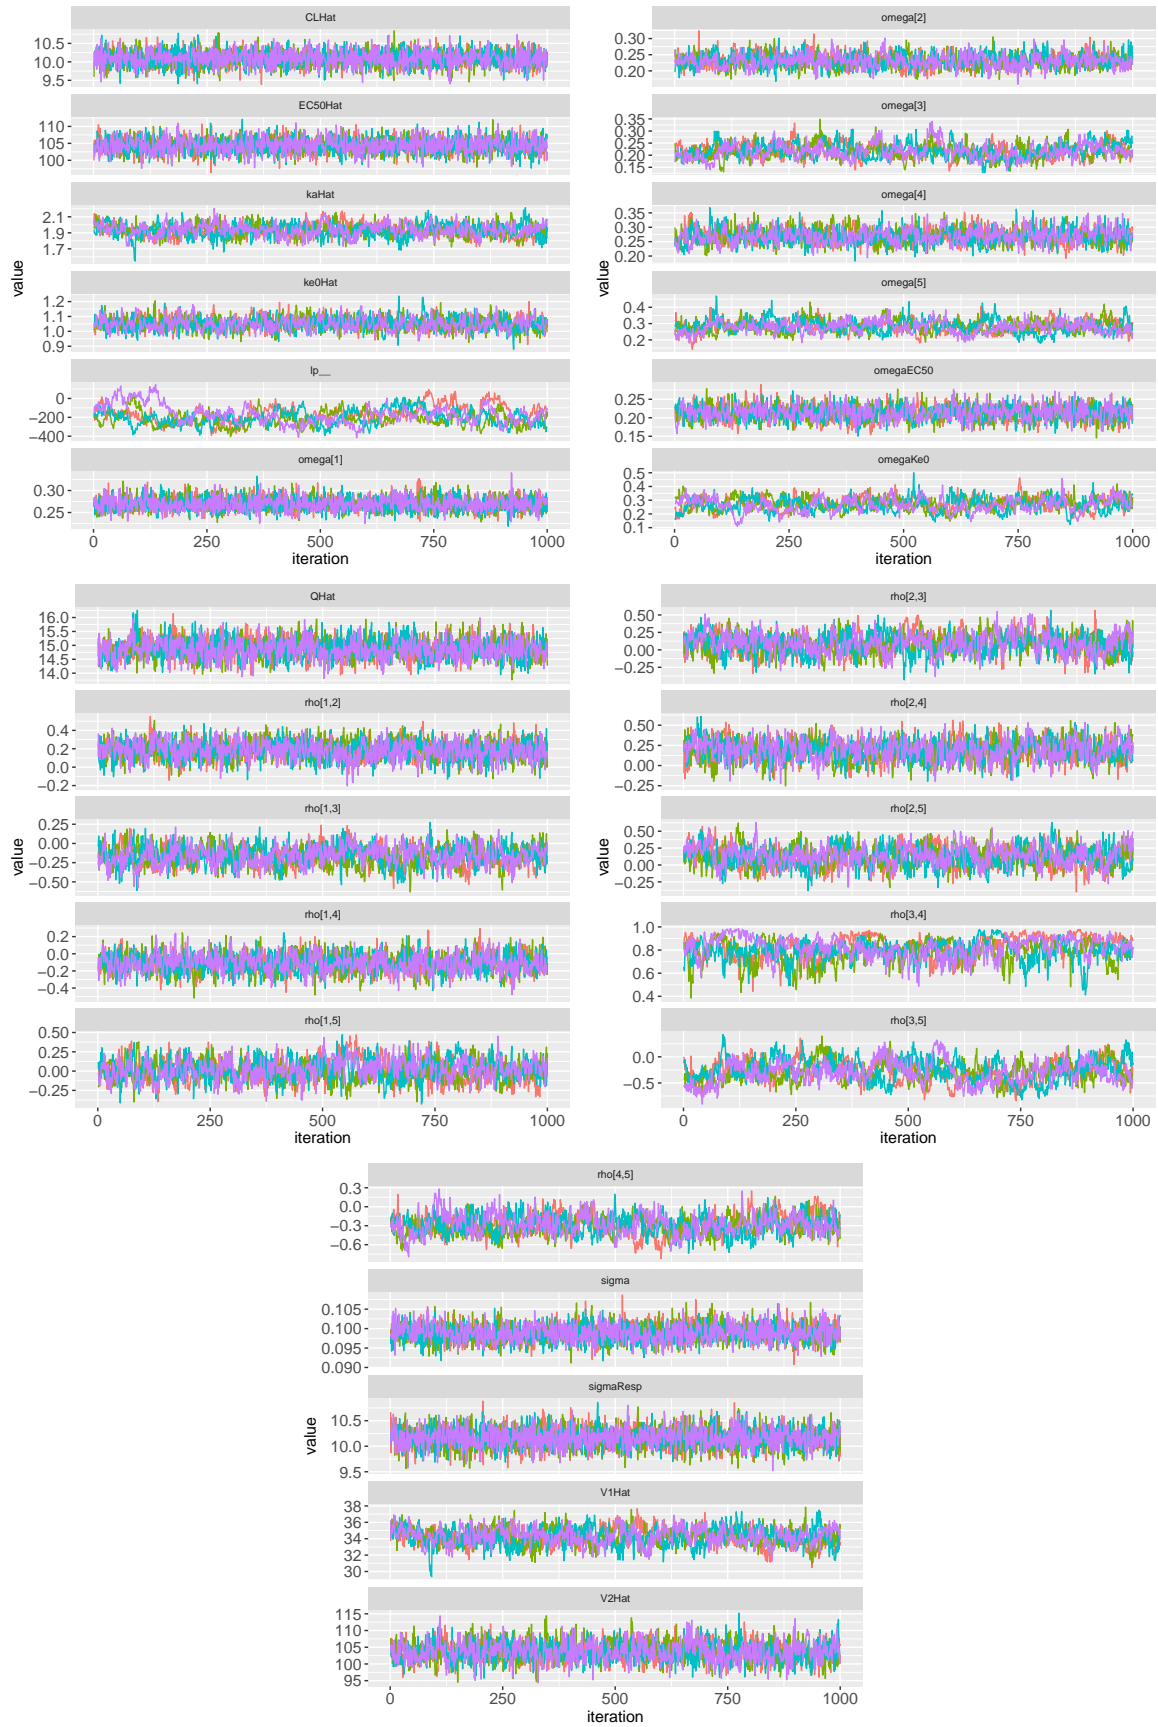 CLHat
10.5
10.0
9.5
EC50Hat
110
105
100
kaHat
2.1
1.9
1.7
ke0Hat
1.2
1.1
1.0
0.9
lp__
0
−200
−400
omega[1]
0.30
0.25
0 250 500 750 1000
iteration
value
omega[2]
0.30
0.25
0.20
omega[3]
0.35
0.30
0.25
0.20
0.15
omega[4]
0.35
0.30
0.25
0.20
omega[5]
0.4
0.3
0.2
omegaEC50
0.25
0.20
0.15
omegaKe0
0.5
0.4
0.3
0.2
0.1
0 250 500 750 1000
iteration
value
QHat
16.0
15.5
15.0
14.5
14.0
rho[1,2]
0.4
0.2
0.0
−0.2
rho[1,3]
0.25
0.00
−0.25
−0.50
rho[1,4]
0.2
0.0
−0.2
−0.4
rho[1,5]
0.50
0.25
0.00
−0.25
0 250 500 750 1000
iteration
value
rho[2,3]
0.50
0.25
0.00
−0.25
rho[2,4]
0.50
0.25
0.00
−0.25
rho[2,5]
0.50
0.25
0.00
−0.25
rho[3,4]
1.0
0.8
0.6
0.4
rho[3,5]
0.0
−0.5
0 250 500 750 1000
iteration
value
rho[4,5]
0.3
0.0
−0.3
−0.6
sigma
0.105
0.100
0.095
0.090
sigmaResp
10.5
10.0
9.5
V1Hat
38
36
34
32
30
V2Hat
115
110
105
100
95
0 250 500 750 1000
iteration
value